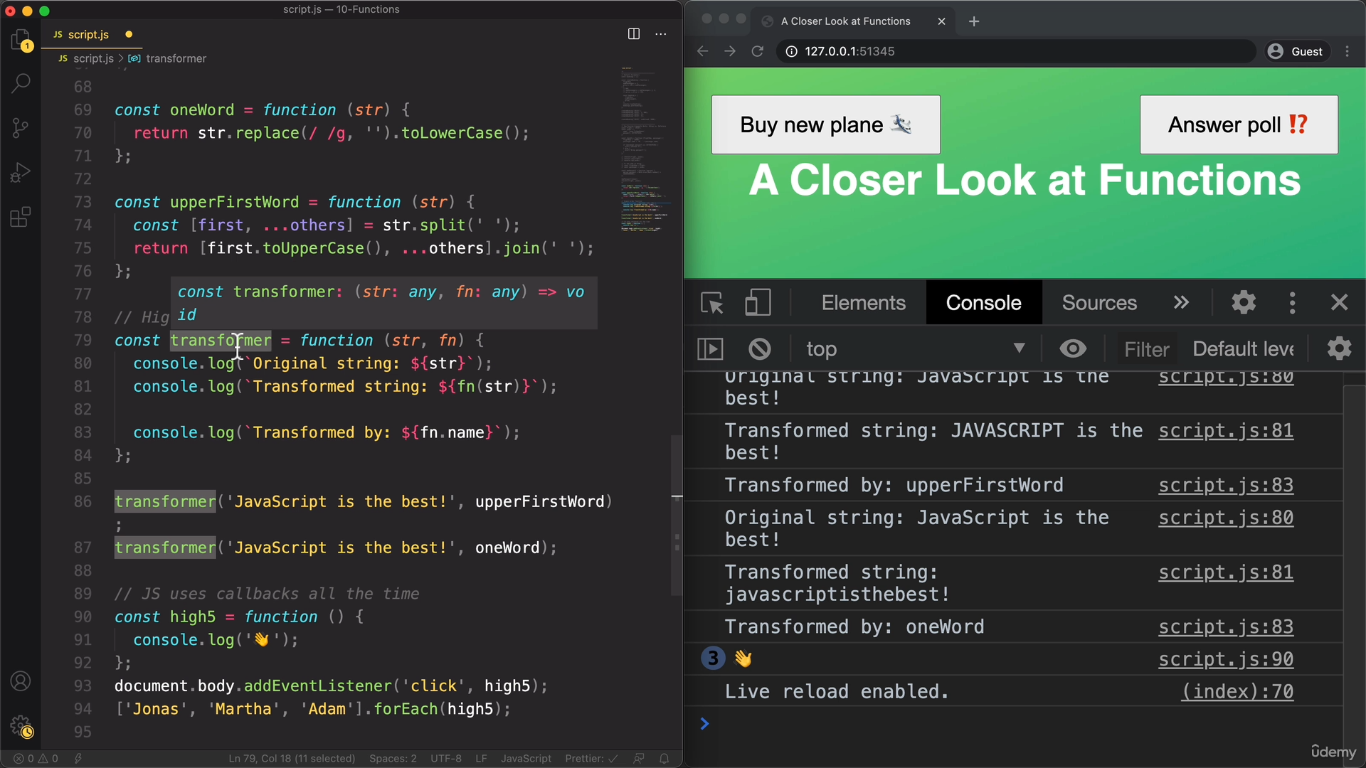 script.js — 10-Functions
JS script.js
JS script.js > transformer
68
69 const oneWord = function (str) {
70 return str.replace(/ /g, '').toLowerCase();
71 };
72
73 const upperFirstWord = function (str) {
74 const [first, ...others] = str.split(' ');
75 return [first.toUpperCase(), ...others].join(' ');
76 };
77
const transformer: (str: any, fn: any) => vo
id
78 // Hig
79 const transformer = function (str, fn) {
80 console.log(`Original string: ${str}`);
81 console.log(`Transformed string: ${fn(str)}`);
82
83 console.log(`Transformed by: ${fn.name}`);
84 };
85
86 transformer('JavaScript is the best!', upperFirstWord)
;
87 transformer('JavaScript is the best!', oneWord);
88
89 // JS uses callbacks all the time
90 const high5 = function () {
91 console.log('👋');
92 };
93 document.body.addEventListener('click', high5);
94 ['Jonas', 'Martha', 'Adam'].forEach(high5);
95
1
0 0 Ln 79, Col 18 (11 selected) Spaces: 2 UTF-8 LF JavaScript Prettier: ✓
A Closer Look at Functions
127.0.0.1:51345 Guest
Buy new plane 🛩 Answer poll ⁉️
A Closer Look at Functions
Elements Console Sources »
top Filter Default leve
Original string: JavaScript is the script.js:80
best!
Transformed string: JAVASCRIPT is the script.js:81
best!
Transformed by: upperFirstWord script.js:83
Original string: JavaScript is the script.js:80
best!
Transformed string: script.js:81
javascriptisthebest!
Transformed by: oneWord script.js:83
3 👋 script.js:90
Live reload enabled. (index):70
>
ûdemy